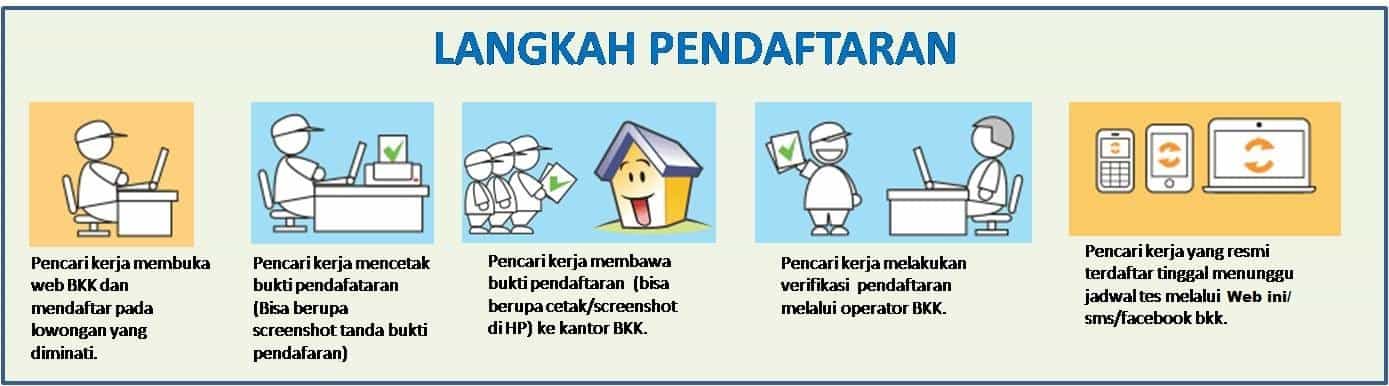 LANGKAH PENDAFTARAN
Pencari kerja membuka
web BKK dan
mendaftar pada
lowongan yang
diminati.
Pencari kerja mencetak
bukti pendafataran
(Bisa berupa
screenshot tanda bukti
pendafaran)
Pencari kerja membawa
bukti pendaftaran (bisa
berupa cetak/screenshot
di HP) ke kantor BKK.
Pencari kerja melakukan
verifikasi pendaftaran
melalui operator BKK.
Pencari kerja yang resmi
terdaftar tinggal menunggu
jadwal tes melalui Web ini/
sms/facebook bkk.